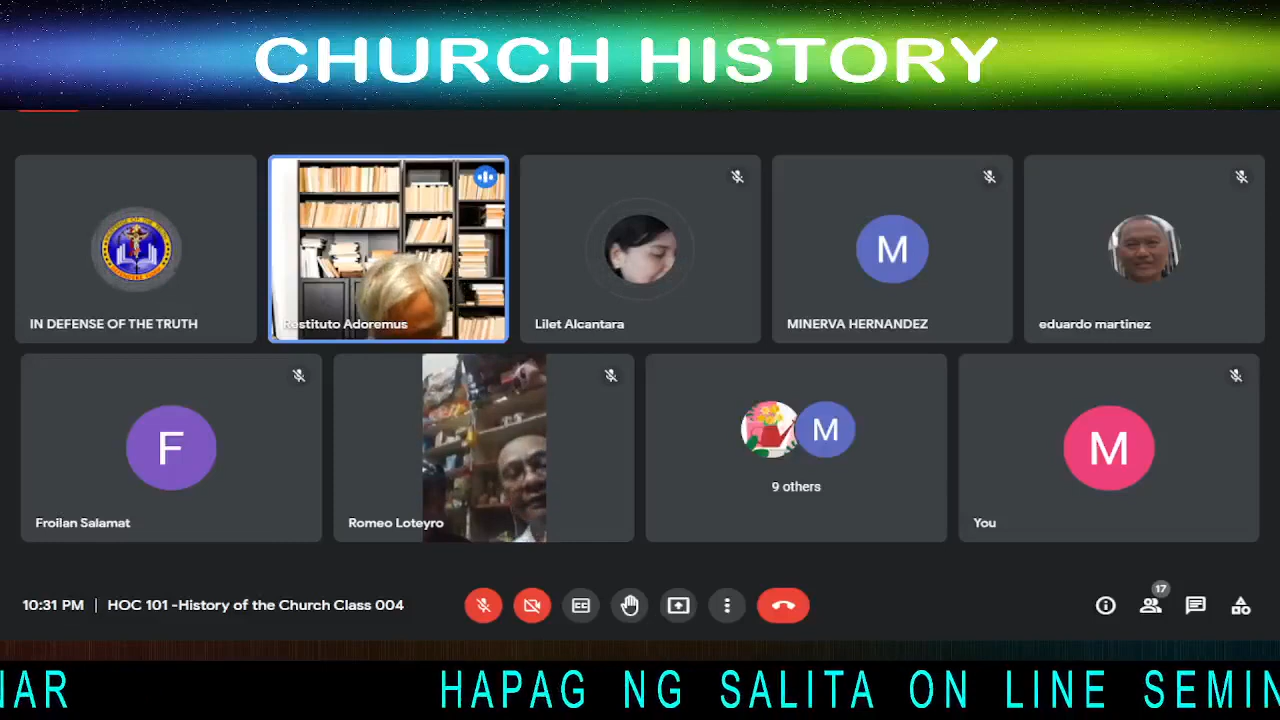 CHURCH HISTORY
IN DEFENSE OF THE TRUTH
Restituto Adoremus
Lilet Alcantara
M
MINERVA HERNANDEZ
eduardo martinez
F
Froilan Salamat
Romeo Loteyro
M
9 others
M
You
10:31 PM | HOC 101 -History of the Church Class 004
CC
17
NAR HAPAG NG SALITA ON LINE SEMIN